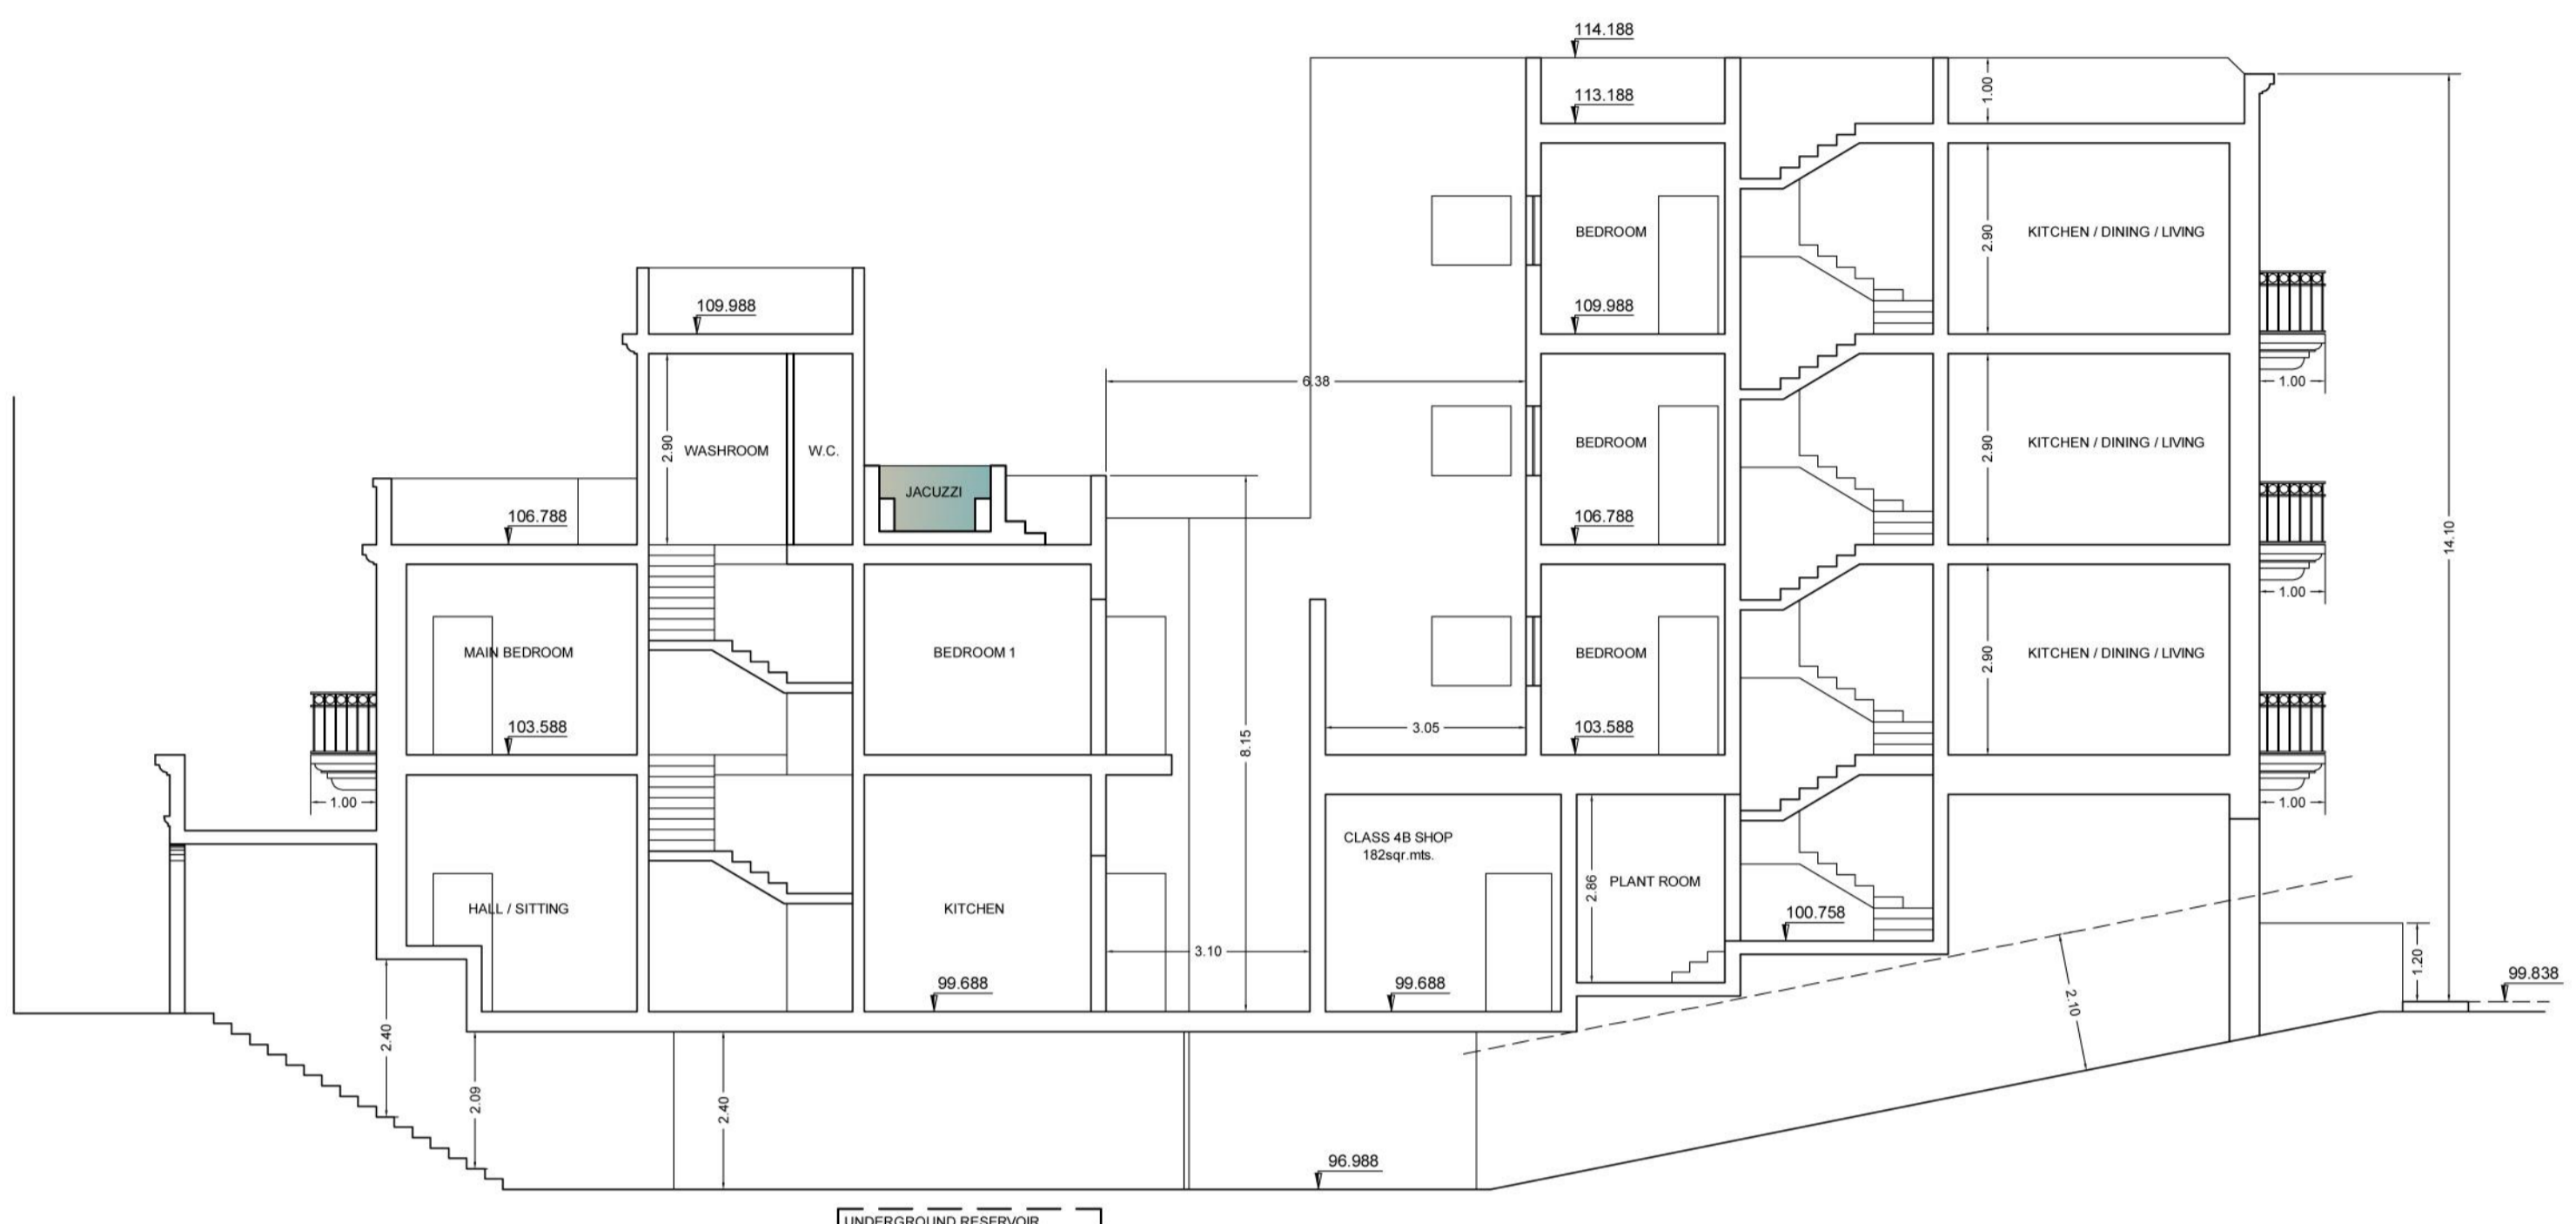 114.188
1.00
113.188
BEDROOM
2.90
KITCHEN / DINING / LIVING
109.988
109.988
6.38
1.00
2.90
WASHROOM
W.C.
BEDROOM
2.90
KITCHEN / DINING / LIVING
JACUZZI
106.788
106.788
14.10
1.00
MAIN BEDROOM
BEDROOM 1
BEDROOM
2.90
KITCHEN / DINING / LIVING
103.588
8.15
3.05
103.588
1.00
1.00
CLASS 4B SHOP
182sqr.mts.
2.86
PLANT ROOM
HALL / SITTING
KITCHEN
100.758
3.10
1.20
99.688
99.688
99.838
2.10
2.40
2.09
2.40
96.988
UNDERGROUND RESERVOIR